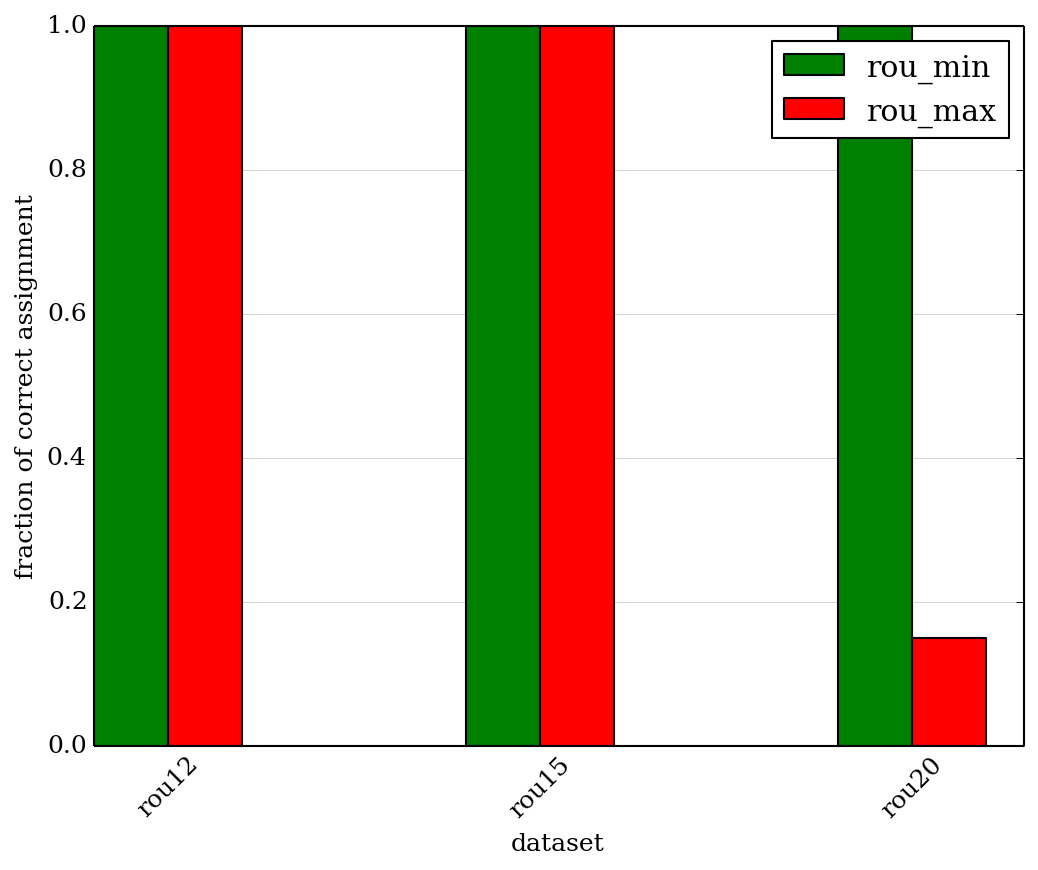 1.0
0.8
0.6
0.4
0.2
0.0
fraction of correct assignment
rou_min
rou_max
rou12
rou15
rou20
dataset